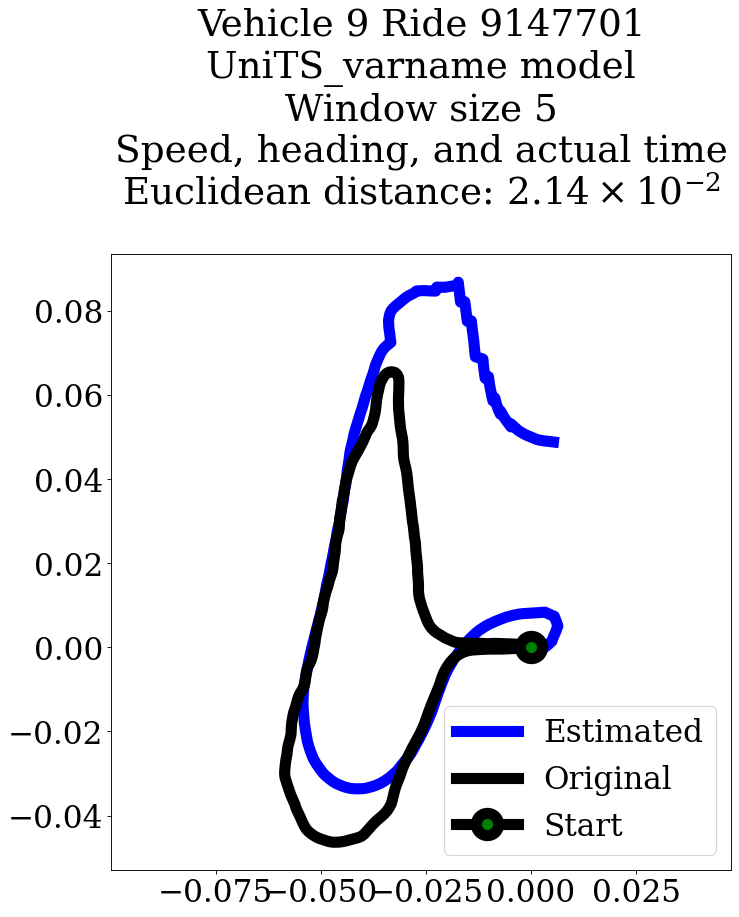 Vehicle 9 Ride 9147701
UniTS_varname model
Window size 5
Speed, heading, and actual time
Euclidean distance: 2.14 × 10⁻²
0.08
0.06
0.04
0.02
0.00
−0.02
−0.04
Estimated
Original
Start
−0.075 −0.050 −0.025 0.000 0.025